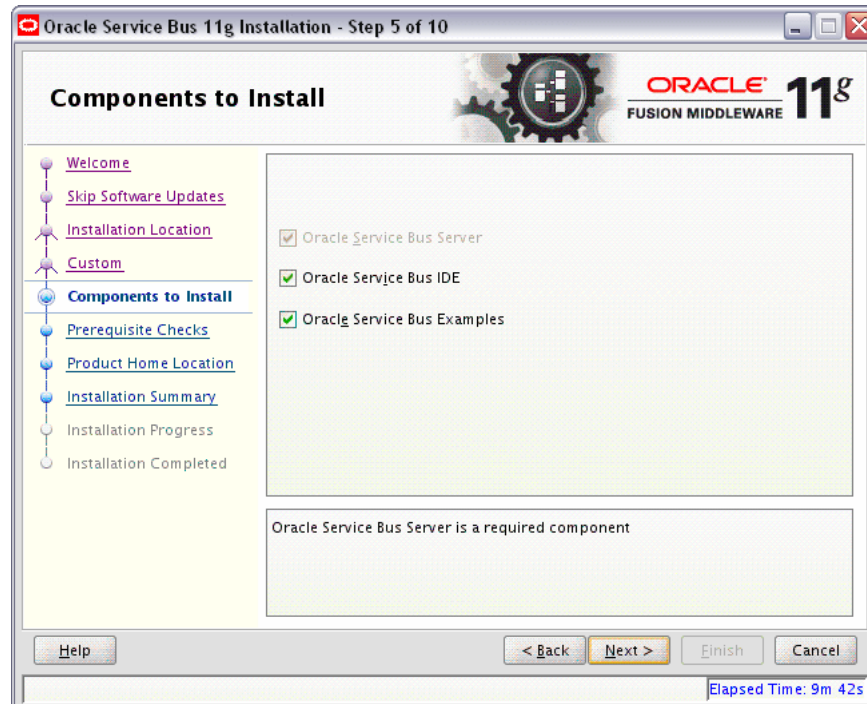 Oracle Service Bus 11g Installation - Step 5 of 10
Components to Install
ORACLE
FUSION MIDDLEWARE
11g
Welcome
Skip Software Updates
Installation Location
Custom
Components to Install
Prerequisite Checks
Product Home Location
Installation Summary
Installation Progress
Installation Completed
Oracle Service Bus Server
Oracle Service Bus IDE
Oracle Service Bus Examples
Oracle Service Bus Server is a required component
Help
< Back
Next >
Finish
Cancel
Elapsed Time: 9m 42s